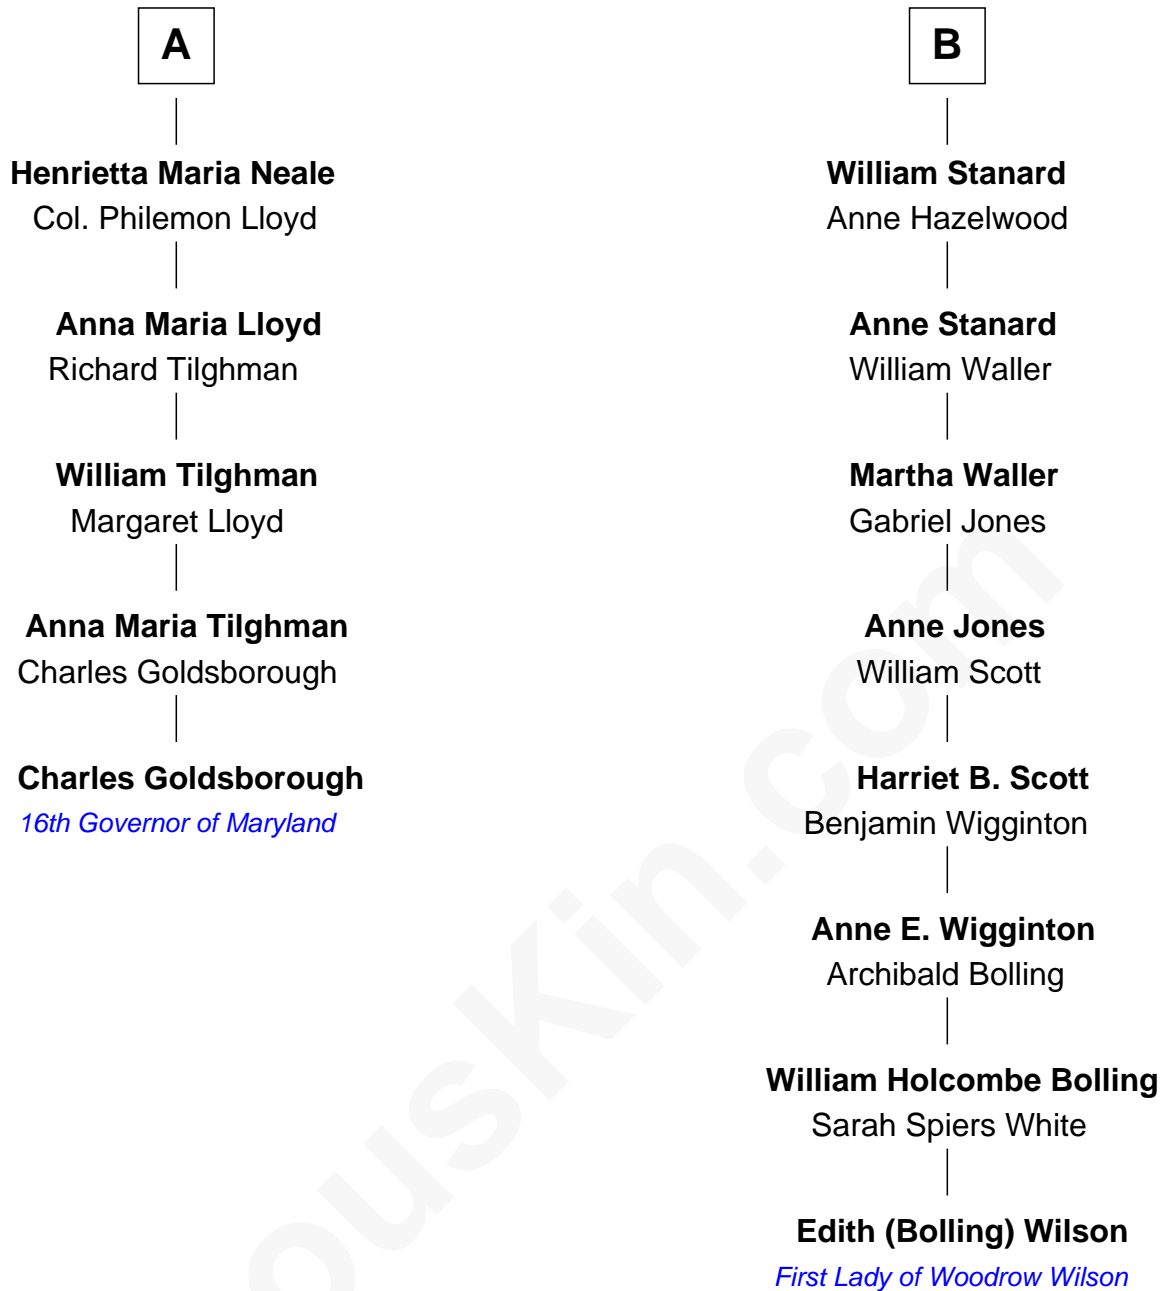 A
Henrietta Maria Neale
Col. Philemon Lloyd
Anna Maria Lloyd
Richard Tilghman
William Tilghman
Margaret Lloyd
Anna Maria Tilghman
Charles Goldsborough
Charles Goldsborough
16th Governor of Maryland
B
William Stanard
Anne Hazelwood
Anne Stanard
William Waller
Martha Waller
Gabriel Jones
Anne Jones
William Scott
Harriet B. Scott
Benjamin Wigginton
Anne E. Wigginton
Archibald Bolling
William Holcombe Bolling
Sarah Spiers White
Edith (Bolling) Wilson
First Lady of Woodrow Wilson
ousKin.com